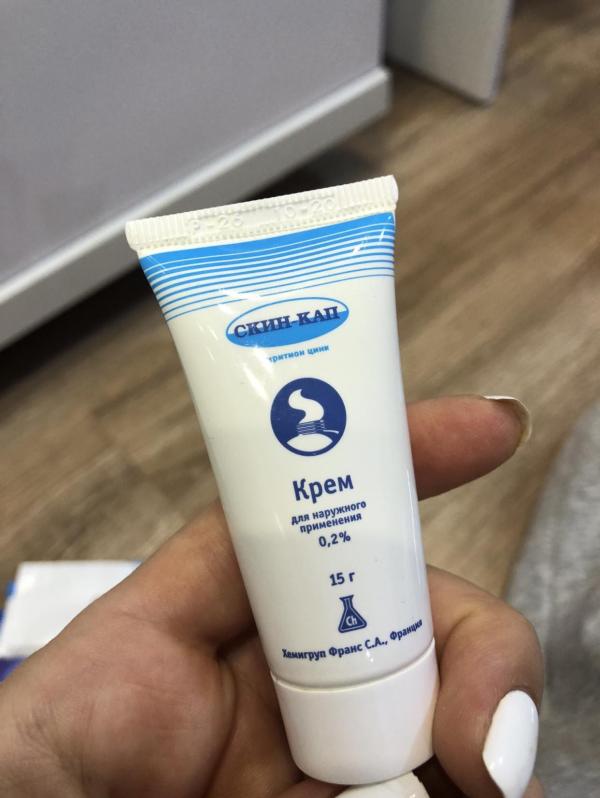 СКИН-КАП
пиритион цинк
Крем
для наружного
применения
0,2%
15 г
Ch
Хемигруп Франс С.А., Франция